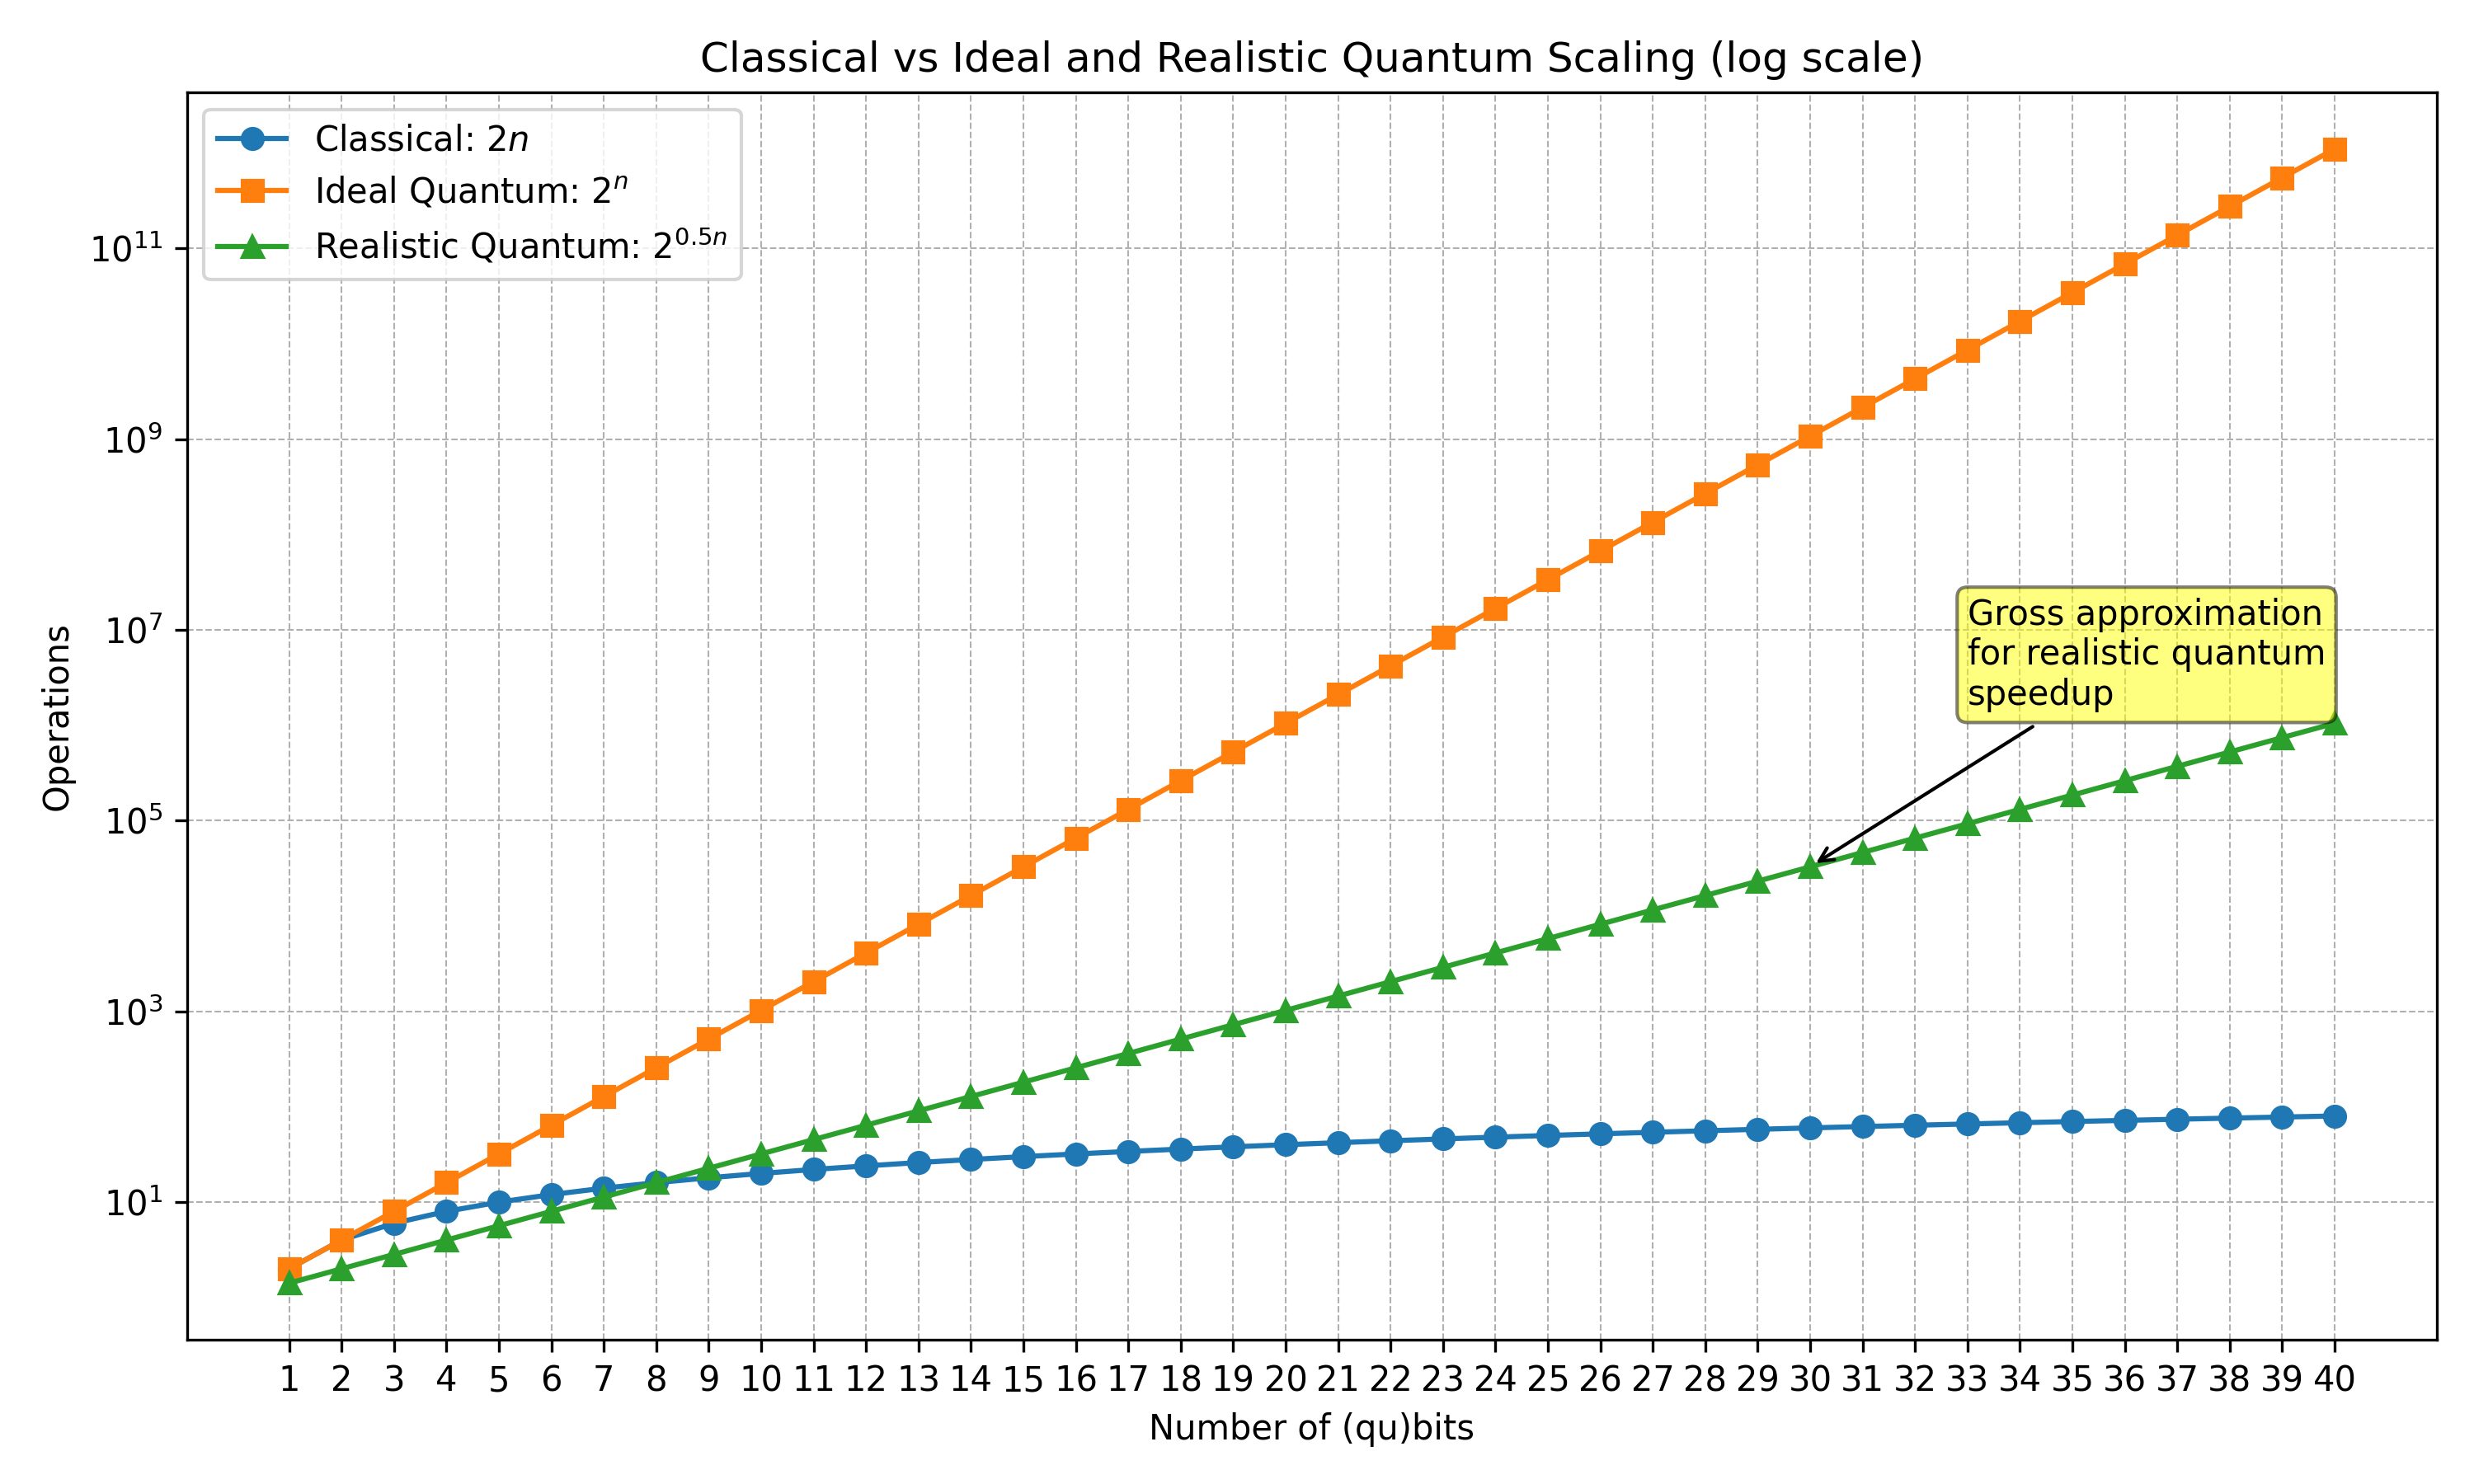 Classical vs Ideal and Realistic Quantum Scaling (log scale)
Classical: 2n
Ideal Quantum: 2ⁿ
Realistic Quantum: 2⁰·⁵ⁿ
10¹¹
10⁹
10⁷
10⁵
10³
10¹
Operations
Gross approximation
for realistic quantum
speedup
1 2 3 4 5 6 7 8 9 10 11 12 13 14 15 16 17 18 19 20 21 22 23 24 25 26 27 28 29 30 31 32 33 34 35 36 37 38 39 40
Number of (qu)bits